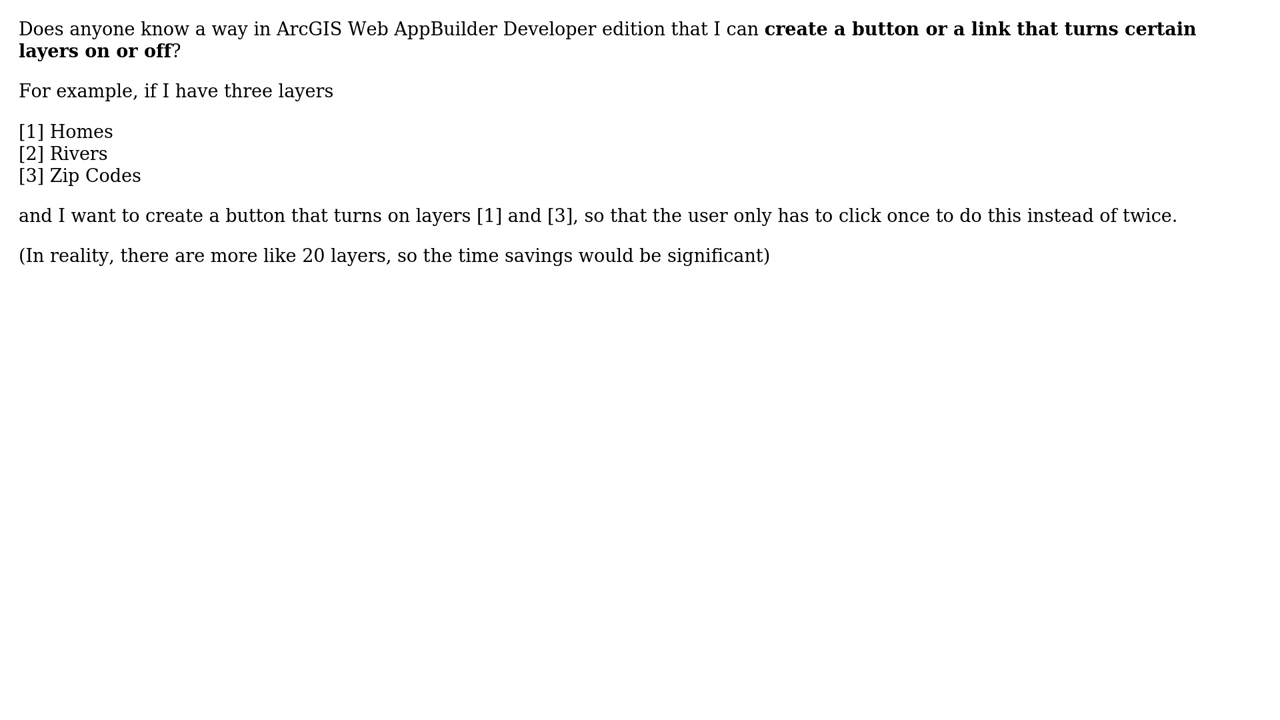 Does anyone know a way in ArcGIS Web AppBuilder Developer edition that I can create a button or a link that turns certain
layers on or off?
For example, if I have three layers
[1] Homes
[2] Rivers
[3] Zip Codes
and I want to create a button that turns on layers [1] and [3], so that the user only has to click once to do this instead of twice.
(In reality, there are more like 20 layers, so the time savings would be significant)